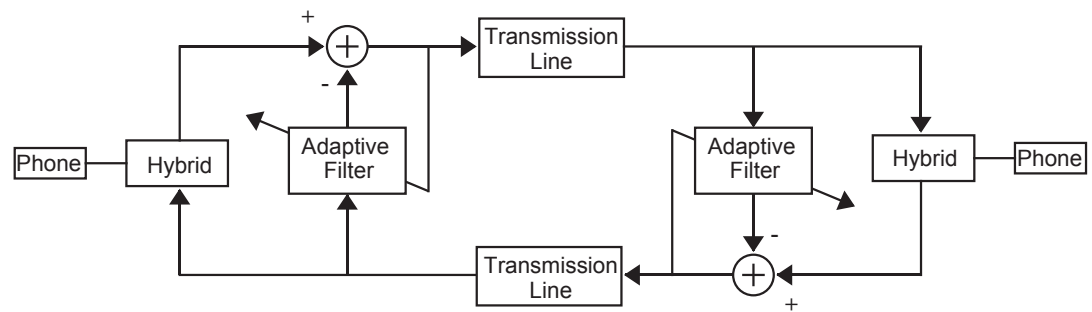 +
Transmission
Line
-
Adaptive
Filter
Adaptive
Filter
Phone
Hybrid
Hybrid
Phone
-
Transmission
Line
+